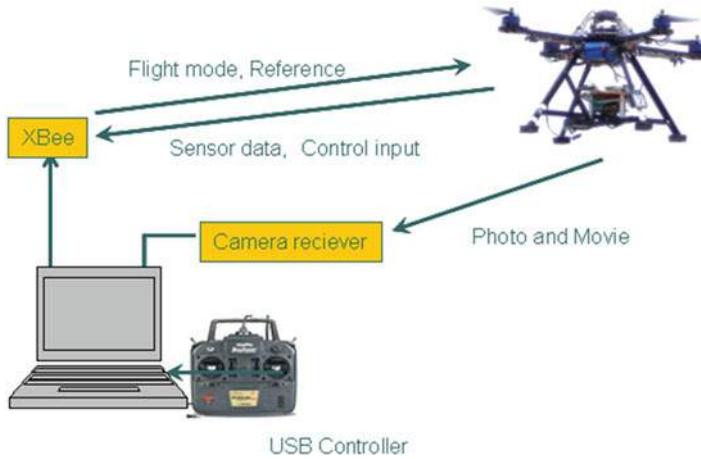 Flight mode, Reference
XBee
Sensor data, Control input
Camera reciever
Photo and Movie
USB Controller